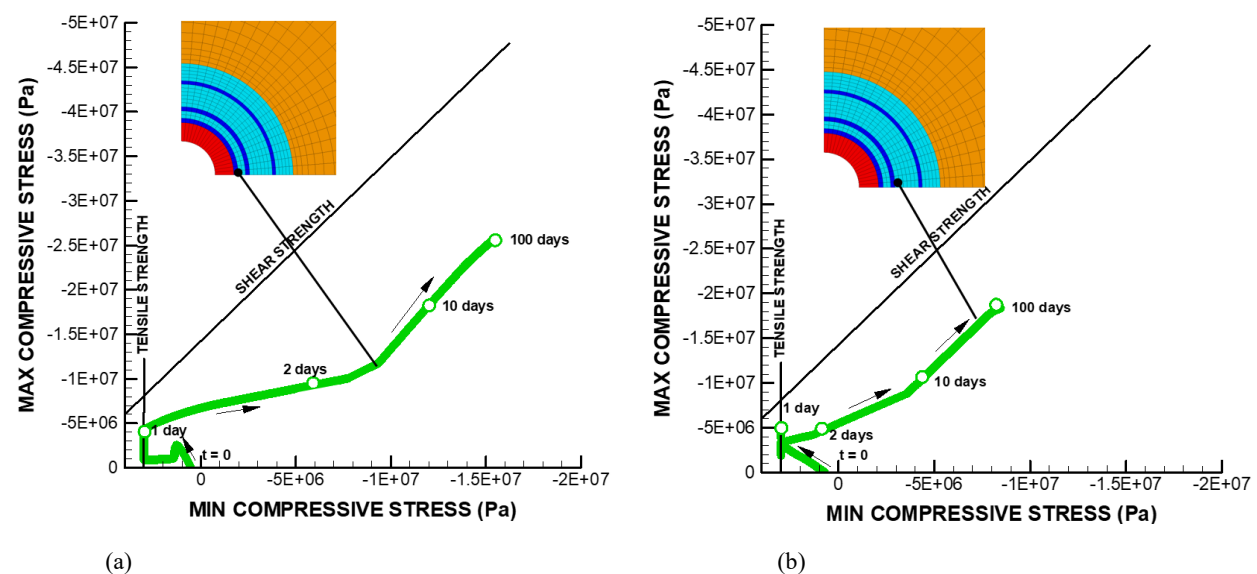 MAX COMPRESSIVE STRESS (Pa)
-5E+07
-4.5E+07
-4E+07
-3.5E+07
-3E+07
-2.5E+07
-2E+07
-1.5E+07
-1E+07
-5E+06
0
TENSILE STRENGTH
SHEAR STRENGTH
100 days
10 days
2 days
1 day
t = 0
0
-5E+06
-1E+07
-1.5E+07
-2E+07
MIN COMPRESSIVE STRESS (Pa)
(a)
MAX COMPRESSIVE STRESS (Pa)
-5E+07
-4.5E+07
-4E+07
-3.5E+07
-3E+07
-2.5E+07
-2E+07
-1.5E+07
-1E+07
-5E+06
0
TENSILE STRENGTH
SHEAR STRENGTH
100 days
10 days
1 day
2 days
t = 0
0
-5E+06
-1E+07
-1.5E+07
-2E+07
MIN COMPRESSIVE STRESS (Pa)
(b)